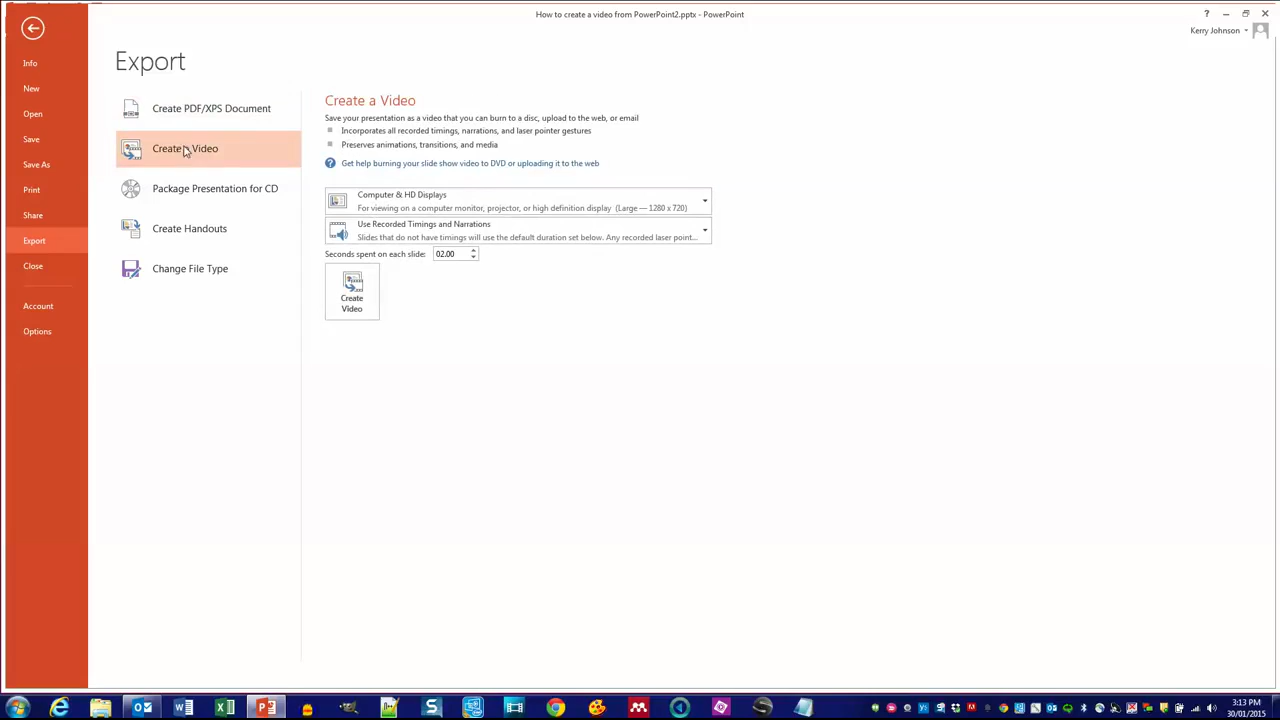 How to create a video from PowerPoint2.pptx - PowerPoint
?
Kerry Johnson
Info
New
Open
Save
Save As
Print
Share
Export
Close
Account
Options
Export
Create PDF/XPS Document
Create a Video
Package Presentation for CD
Create Handouts
Change File Type
Create a Video
Save your presentation as a video that you can burn to a disc, upload to the web, or email
Incorporates all recorded timings, narrations, and laser pointer gestures
Preserves animations, transitions, and media
Get help burning your slide show video to DVD or uploading it to the web
Computer & HD Displays
For viewing on a computer monitor, projector, or high definition display (Large — 1280 x 720)
Use Recorded Timings and Narrations
Slides that do not have timings will use the default duration set below. Any recorded laser point...
Seconds spent on each slide: 02.00
Create
Video
3:13 PM
30/01/2015